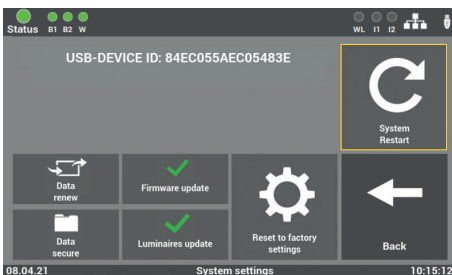 Status B1 B2 W WL I1 I2
USB-DEVICE ID: 84EC055AEC05483E
System
Restart
Data
renew
Firmware update
Data
secure
Luminaires update
Reset to factory
settings
Back
08.04.21 System settings 10:15:12